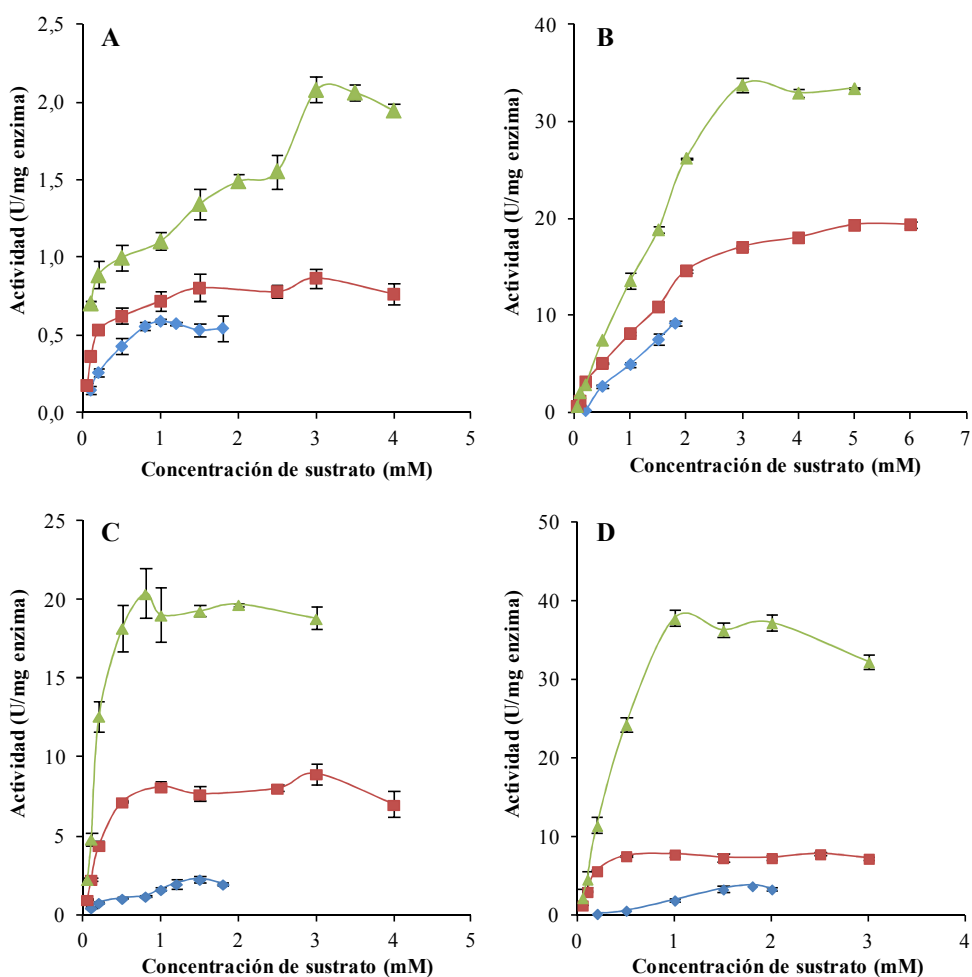 A
Actividad (U/mg enzima)
2,5
2,0
1,5
1,0
0,5
0,0
0 1 2 3 4 5
Concentración de sustrato (mM)
B
Actividad (U/mg enzima)
40
30
20
10
0
0 1 2 3 4 5 6 7
Concentración de sustrato (mM)
C
Actividad (U/mg enzima)
25
20
15
10
5
0
0 1 2 3 4 5
Concentración de sustrato (mM)
D
Actividad (U/mg enzima)
50
40
30
20
10
0
0 1 2 3 4
Concentración de sustrato (mM)